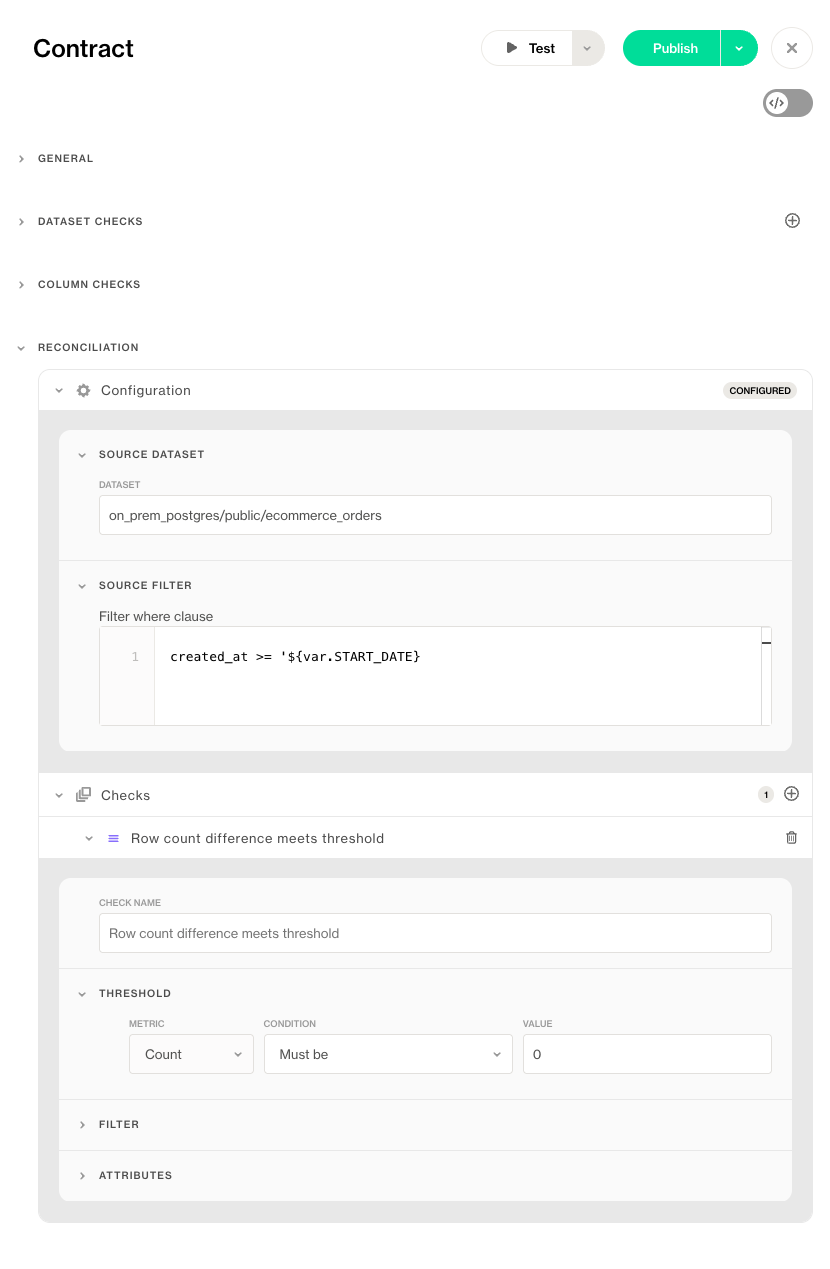 Contract
Test
Publish
</>
GENERAL
DATASET CHECKS
COLUMN CHECKS
RECONCILIATION
Configuration
CONFIGURED
SOURCE DATASET
DATASET
on_prem_postgres/public/ecommerce_orders
SOURCE FILTER
Filter where clause
1 created_at >= '${var.START_DATE}
Checks
1
Row count difference meets threshold
CHECK NAME
Row count difference meets threshold
THRESHOLD
METRIC CONDITION VALUE
Count Must be 0
FILTER
ATTRIBUTES